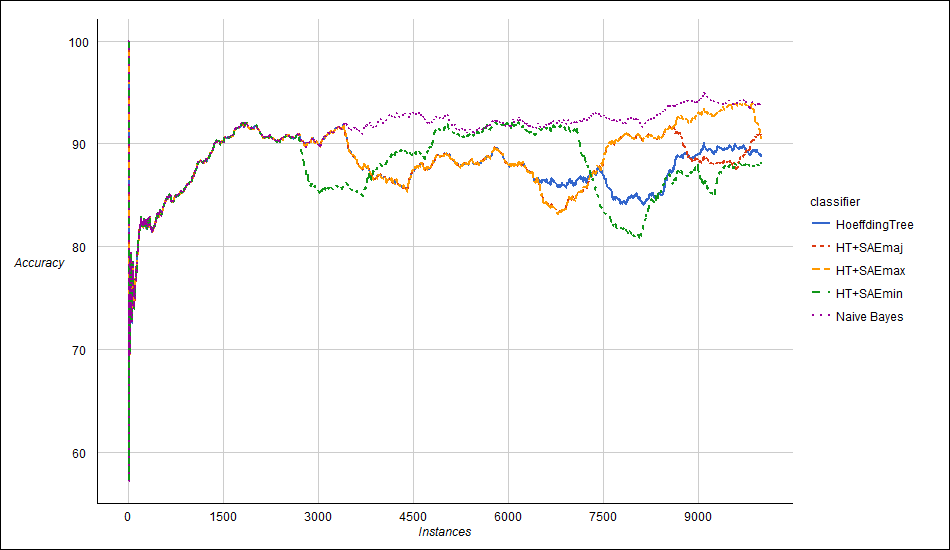 100
90
80
70
60
Accuracy
0 1500 3000 4500 6000 7500 9000
Instances
classifier
HoeffdingTree
HT+SAEmaj
HT+SAEmax
HT+SAEmin
Naive Bayes